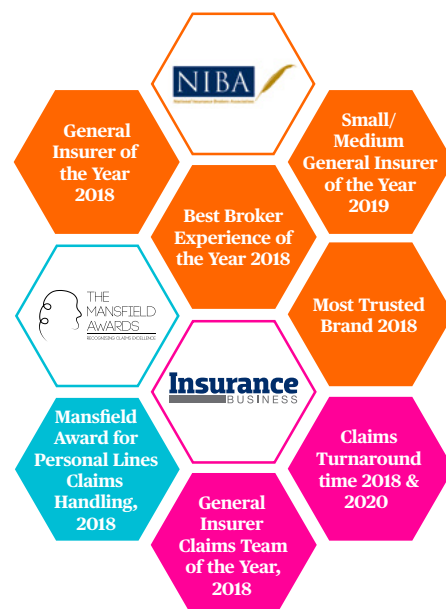 NIBA
National Insurance Brokers Association
General
Insurer of
the Year
2018
Small/
Medium
General Insurer
of the Year
2019
Best Broker
Experience of
the Year 2018
THE
MANSFIELD
AWARDS
RECOGNISING CLAIMS EXCELLENCE
Most Trusted
Brand 2018
Insurance
BUSINESS
Mansfield
Award for
Personal Lines
Claims
Handling,
2018
Claims
Turnaround
time 2018 &
2020
General
Insurer
Claims Team
of the Year,
2018